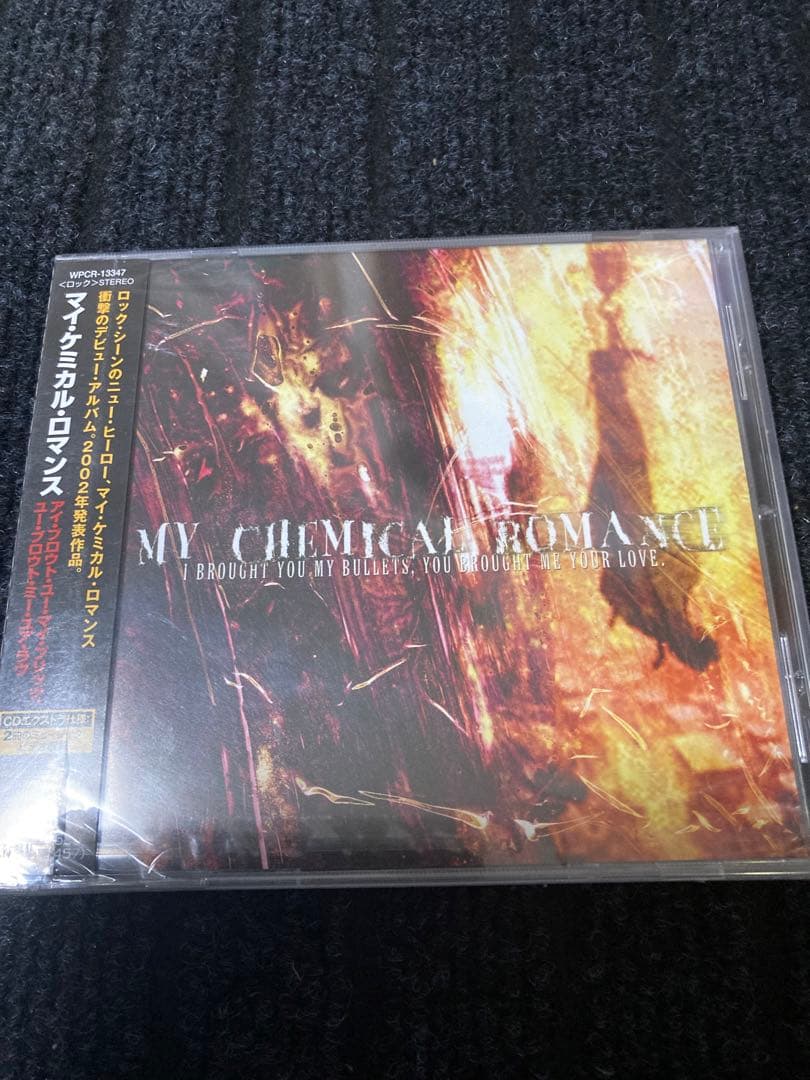 WPCR-13347
<ロック>STEREO
ロック・シーンのニュー・ヒーロー、マイ・ケミカル・ロマンス
衝撃のデビュー・アルバム。2002年発表作品。
マイ・ケミカル・ロマンス
アイ・ブロウト・ユー・マイ・ブリッツ、
ユー・ブロウト・ミー・ユア・ラヴ
CDエクストラ仕様:
MY CHEMICAL ROMANCE
I BROUGHT YOU MY BULLETS, YOU BROUGHT ME YOUR LOVE.